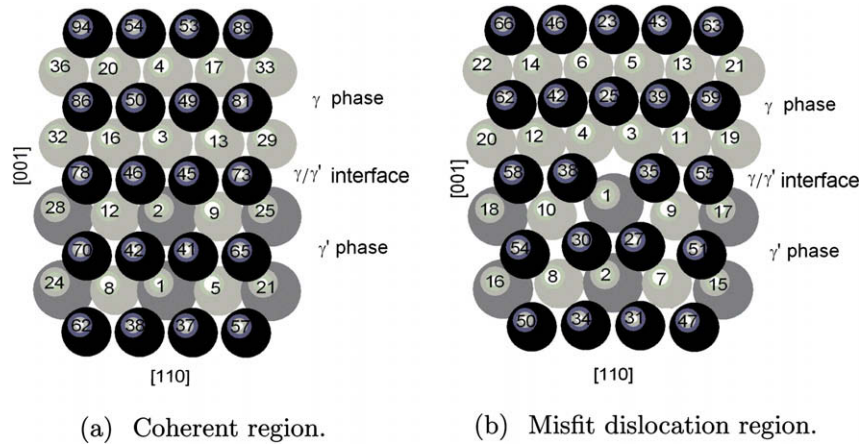 94 54 53 89
36 20 4 17 33
86 50 49 81
γ phase
32 16 3 13 29
78 46 45 73
γ/γ' interface
28 12 2 9 25
70 42 41 65
γ' phase
24 8 1 5 21
62 38 37 57
[001]
[110]
(a) Coherent region.
66 46 23 43 63
22 14 6 5 13 21
62 42 25 39 59
γ phase
20 12 4 3 11 19
58 38 35 55
γ/γ' interface
1
18 10 9 17
54 30 27 51
γ' phase
16 8 2 7 15
50 34 31 47
[001]
[110]
(b) Misfit dislocation region.